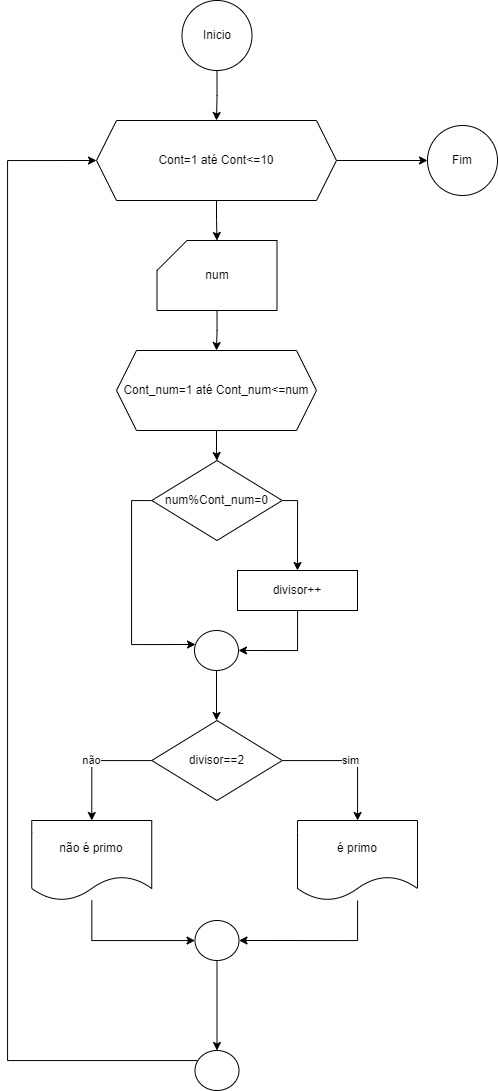 Inicio
Cont=1 até Cont<=10
Fim
num
Cont_num=1 até Cont_num<=num
num%Cont_num=0
divisor++
divisor==2
não
sim
não é primo
é primo